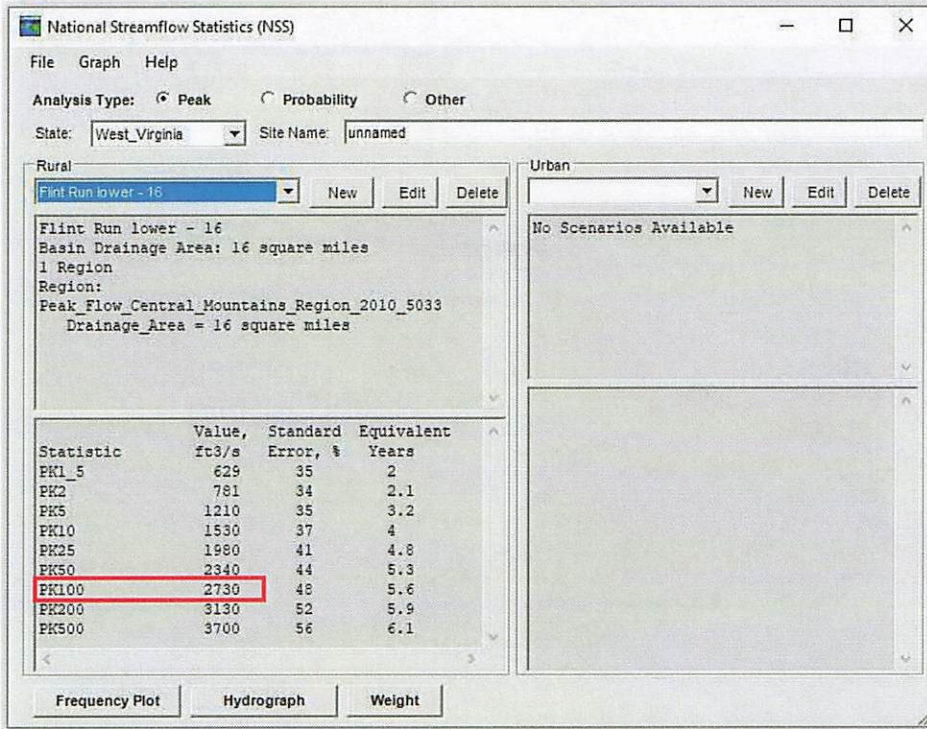 National Streamflow Statistics (NSS)
File Graph Help
Analysis Type: Peak Probability Other
State: West_Virginia Site Name: unnamed
Rural
Flint Run lower - 16 New Edit Delete
Flint Run lower - 16
Basin Drainage Area: 16 square miles
1 Region
Region:
Peak_Flow_Central_Mountains_Region_2010_5033
Drainage_Area = 16 square miles
Value, Standard Equivalent
Statistic ft3/s Error, % Years
PK1_5 629 35 2
PK2 781 34 2.1
PK5 1210 35 3.2
PK10 1530 37 4
PK25 1980 41 4.8
PK50 2340 44 5.3
PK100 2730 48 5.6
PK200 3130 52 5.9
PK500 3700 56 6.1
Urban
New Edit Delete
No Scenarios Available
Frequency Plot Hydrograph Weight